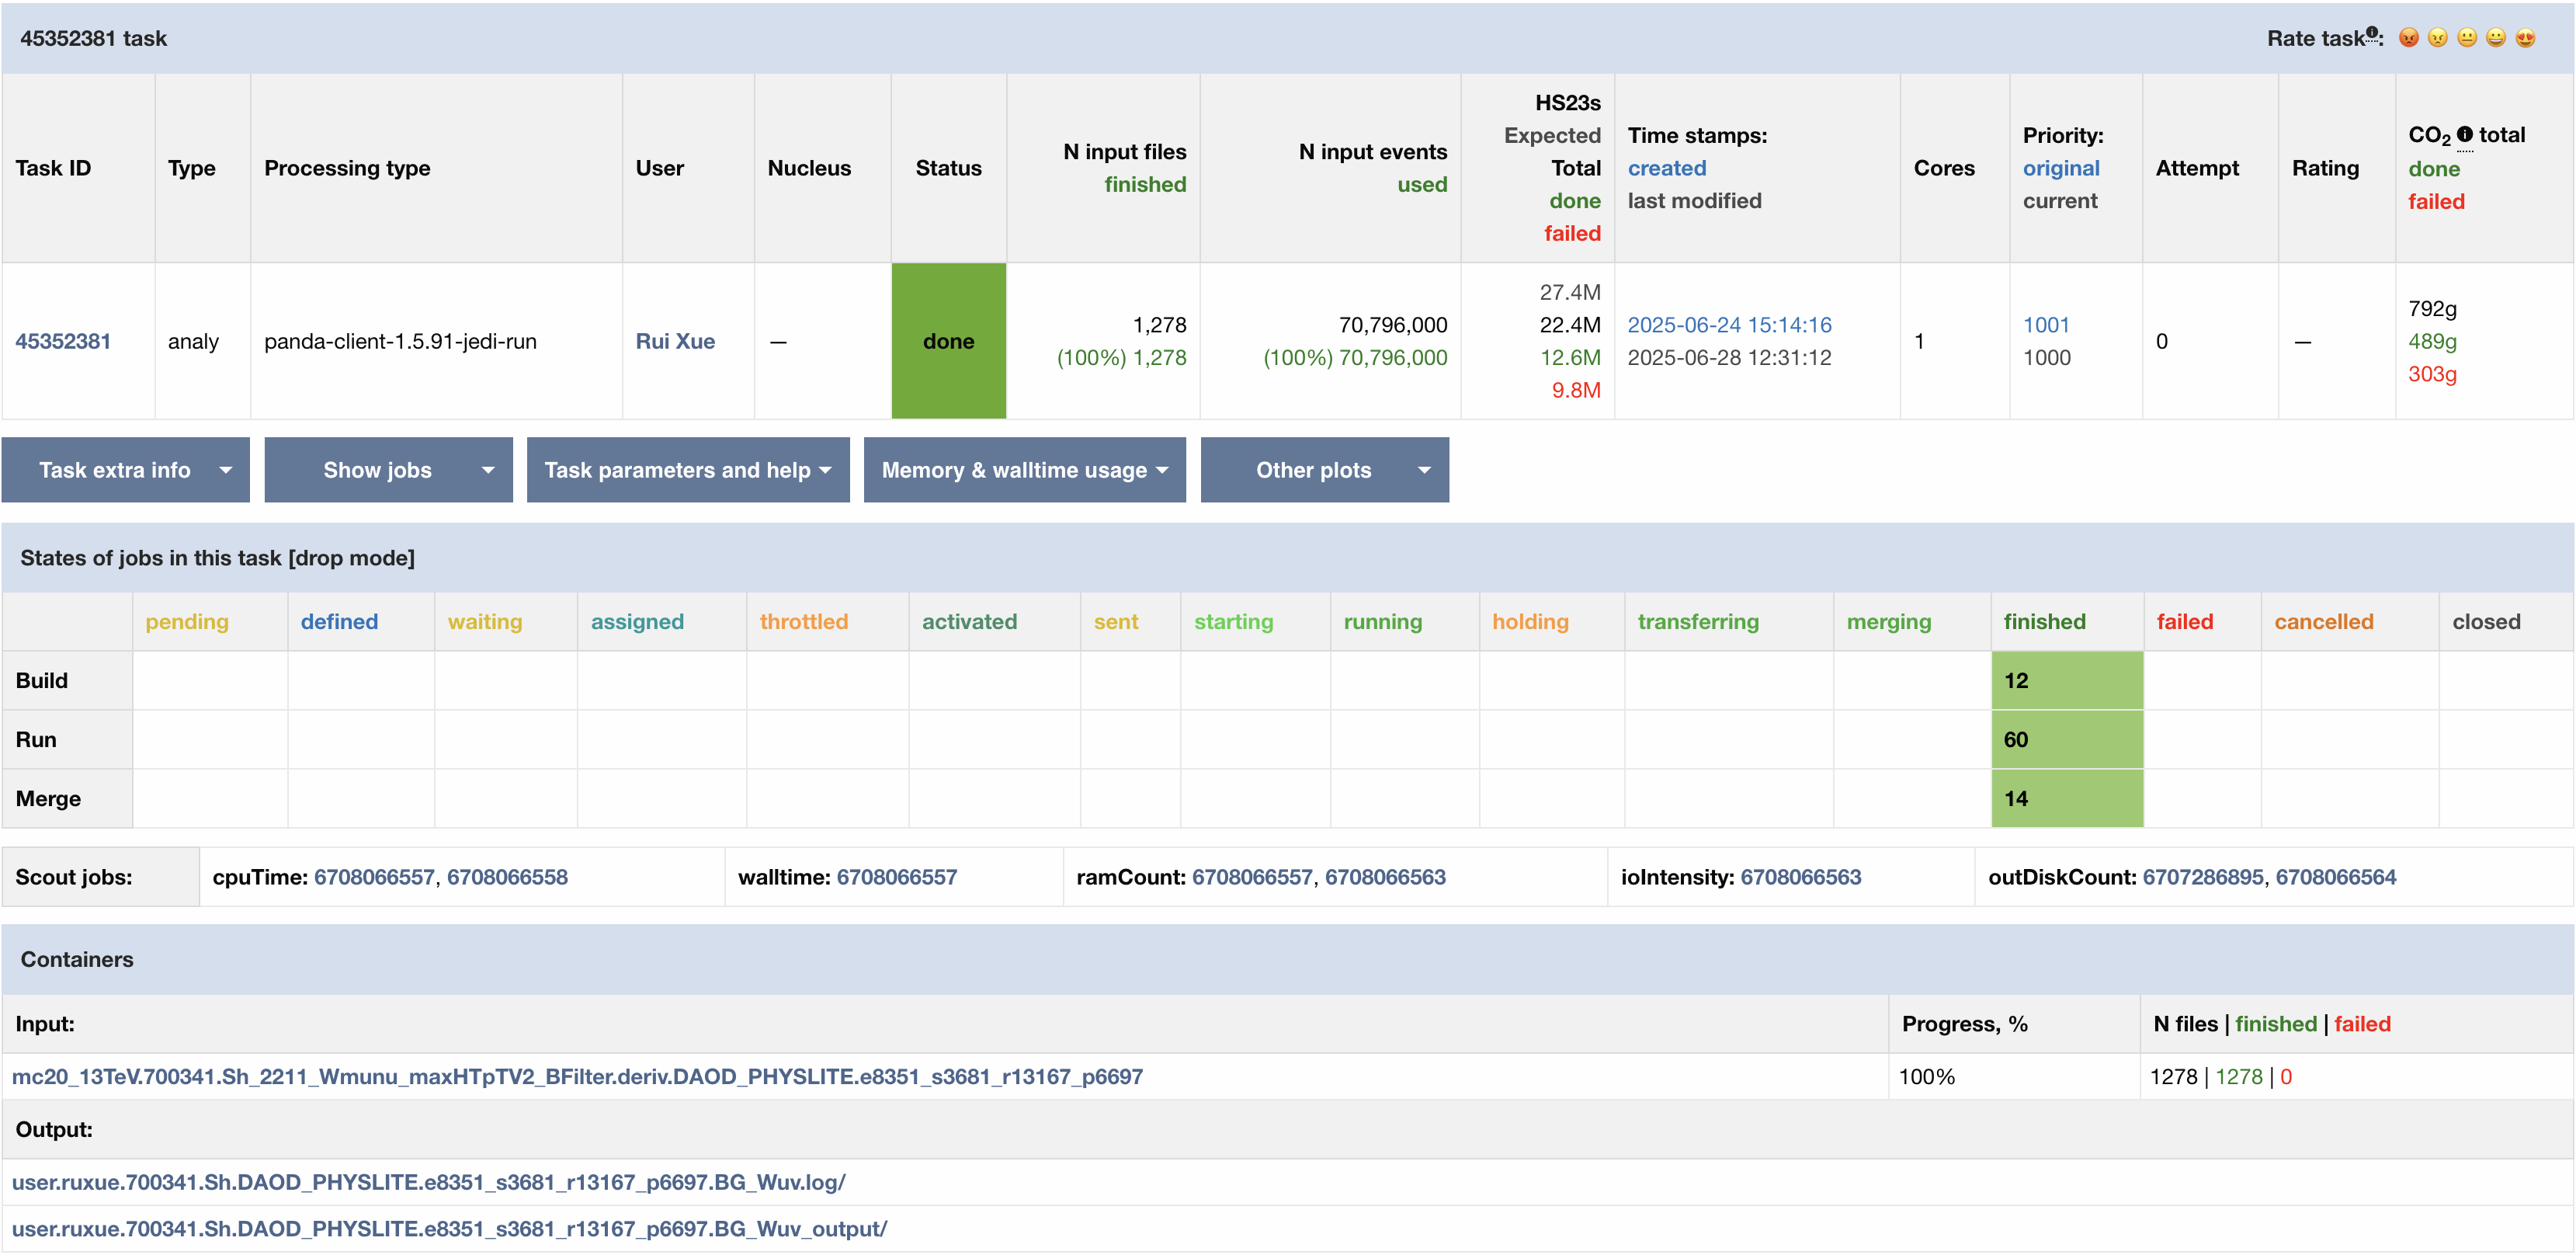 45352381 task
Rate task: 😡 😠 😐 😀 😍
Task ID Type Processing type User Nucleus Status N input files finished N input events used HS23s Expected Total done failed Time stamps: created last modified Cores Priority: original current Attempt Rating CO2 total done failed
45352381 analy panda-client-1.5.91-jedi-run Rui Xue — done 1,278 (100%) 1,278 70,796,000 (100%) 70,796,000 27.4M 22.4M 12.6M 9.8M 2025-06-24 15:14:16 2025-06-28 12:31:12 1 1001 1000 0 — 792g 489g 303g
Task extra info Show jobs Task parameters and help Memory & walltime usage Other plots
States of jobs in this task [drop mode]
pending defined waiting assigned throttled activated sent starting running holding transferring merging finished failed cancelled closed
Build 12
Run 60
Merge 14
Scout jobs: cpuTime: 6708066557, 6708066558 walltime: 6708066557 ramCount: 6708066557, 6708066563 ioIntensity: 6708066563 outDiskCount: 6707286895, 6708066564
Containers
Input: Progress, % N files | finished | failed
mc20_13TeV.700341.Sh_2211_Wmunu_maxHTpTV2_BFilter.deriv.DAOD_PHYSLITE.e8351_s3681_r13167_p6697 100% 1278 | 1278 | 0
Output:
user.ruxue.700341.Sh.DAOD_PHYSLITE.e8351_s3681_r13167_p6697.BG_Wuv.log/
user.ruxue.700341.Sh.DAOD_PHYSLITE.e8351_s3681_r13167_p6697.BG_Wuv_output/